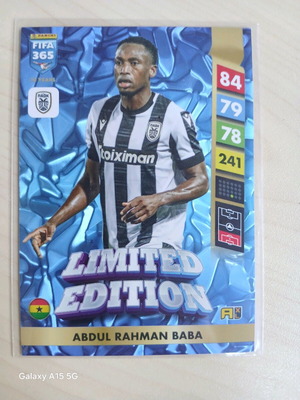 PANINI
FIFA
365
84
79
78
241
stoiximan
LIMITED
EDITION
ABDUL RAHMAN BABA
Galaxy A15 5G